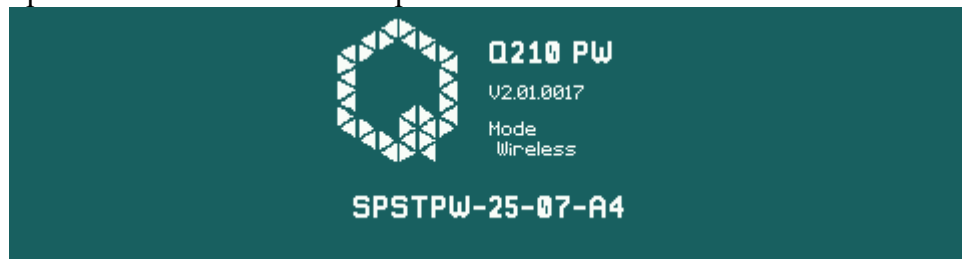 Q210 PW
V2.01.0017
Mode
Wireless
SPSTPW-25-07-A4